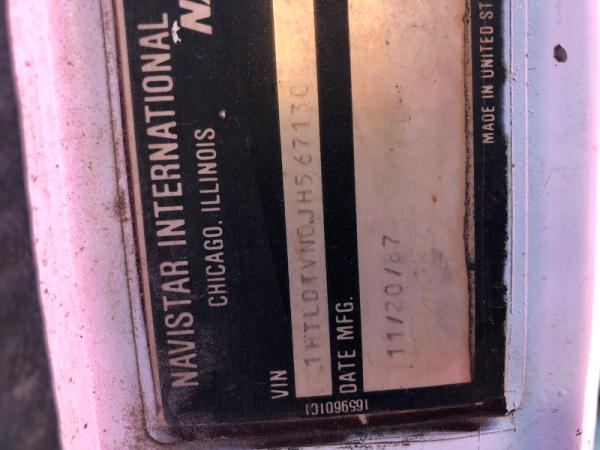 NAVISTAR INTERNATIONAL
CHICAGO, ILLINOIS
VIN
1HTLDTVN0JH567130
DATE MFG.
11/20/87
MADE IN UNITED ST
1659601C1